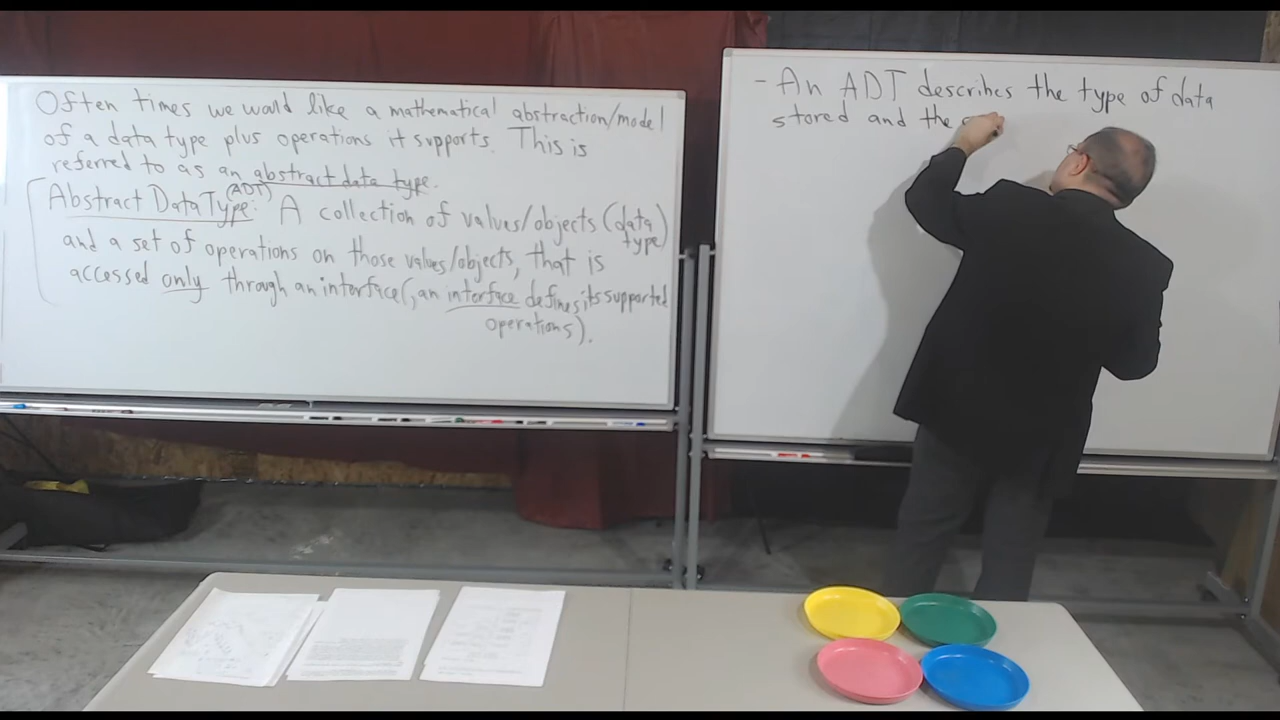 Often times we would like a mathematical abstraction/model
of a data type plus operations it supports. This is
referred to as an abstract data type.
(ADT)
Abstract Data Type: A collection of values/objects (data
type)
and a set of operations on those values/objects, that is
accessed only through an interface(, an interface defines its supported
operations).
- An ADT describes the type of data
stored and the